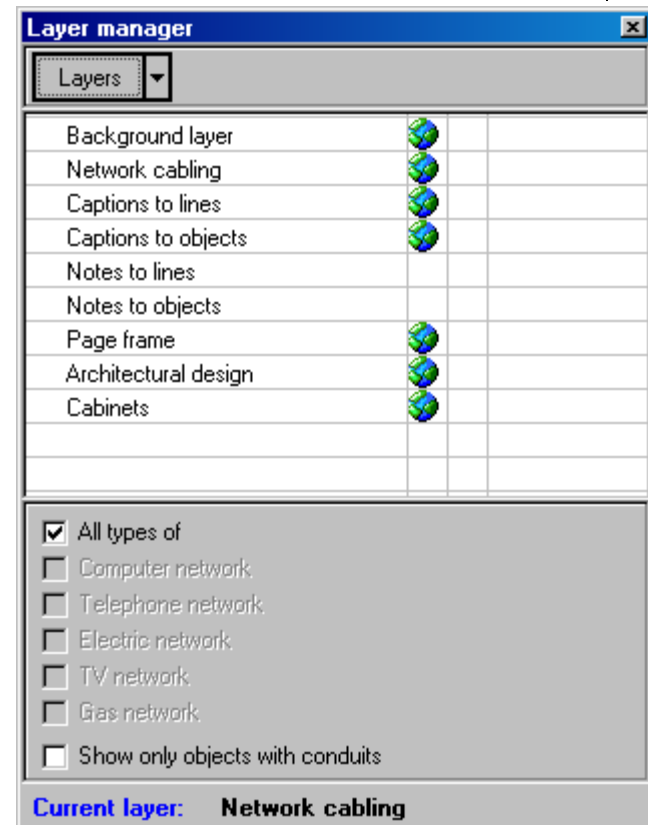 Layer manager
Layers
Background layer
Network cabling
Captions to lines
Captions to objects
Notes to lines
Notes to objects
Page frame
Architectural design
Cabinets
All types of
Computer network
Telephone network
Electric network
TV network
Gas network
Show only objects with conduits
Current layer: Network cabling